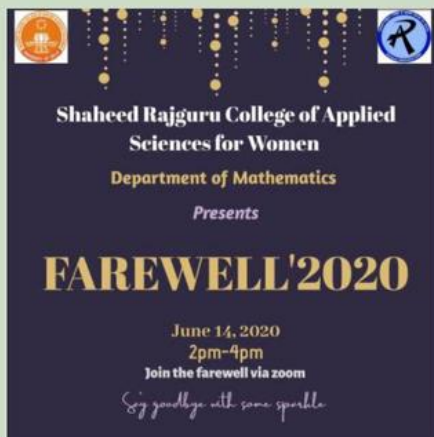 Shaheed Rajguru College of Applied
Sciences for Women
Department of Mathematics
Presents
FAREWELL'2020
June 14, 2020
2pm-4pm
Join the farewell via zoom
Say goodbye with some sparkle